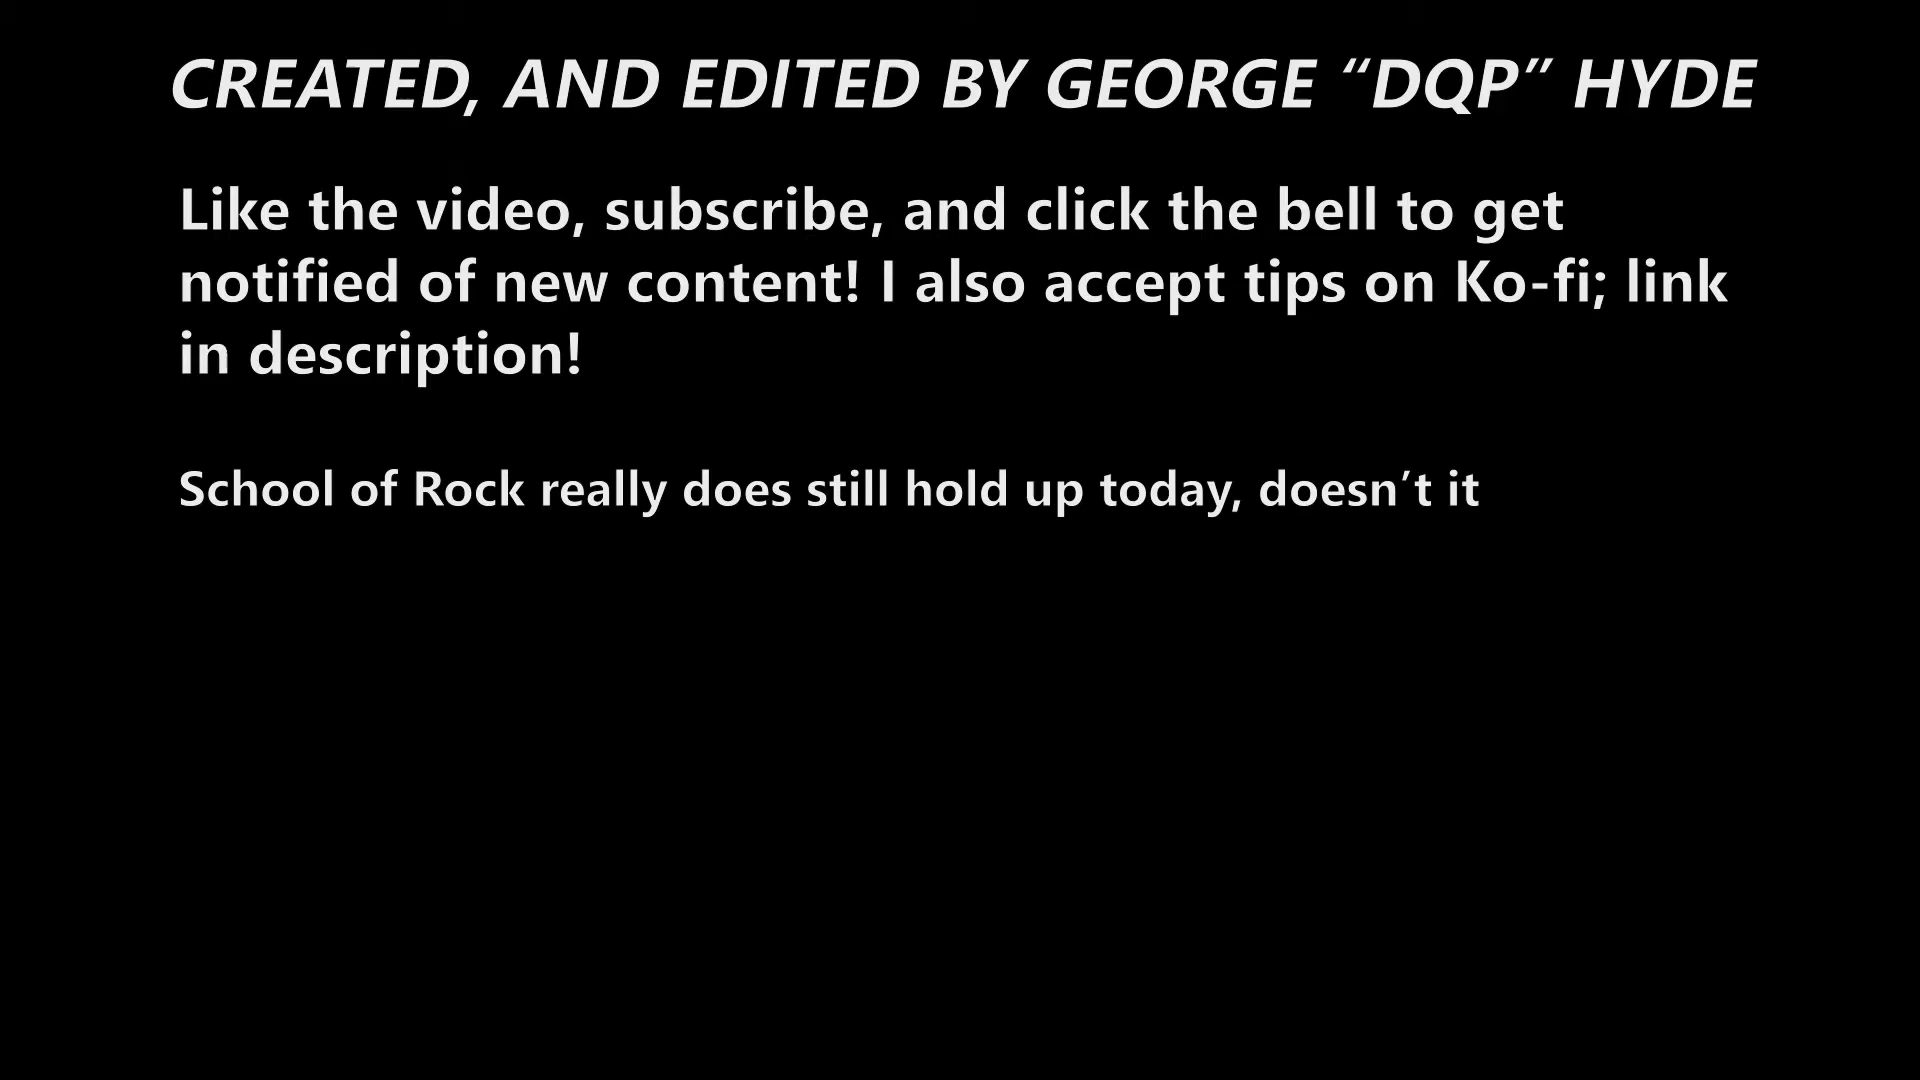 CREATED, AND EDITED BY GEORGE “DQP” HYDE
Like the video, subscribe, and click the bell to get
notified of new content! I also accept tips on Ko-fi; link
in description!
School of Rock really does still hold up today, doesn’t it